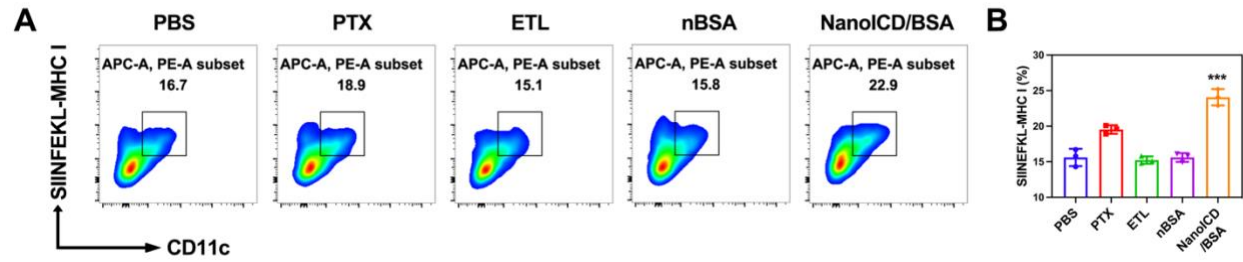 A
PBS
PTX
ETL
nBSA
NanoICD/BSA
B
SIINFEKL-MHC I
APC-A, PE-A subset
16.7
APC-A, PE-A subset
18.9
APC-A, PE-A subset
15.1
APC-A, PE-A subset
15.8
APC-A, PE-A subset
22.9
CD11c
SIINEFKL-MHC I (%)
30
25
20
15
10
***
PBS
PTX
ETL
nBSA
NanoICD
/BSA